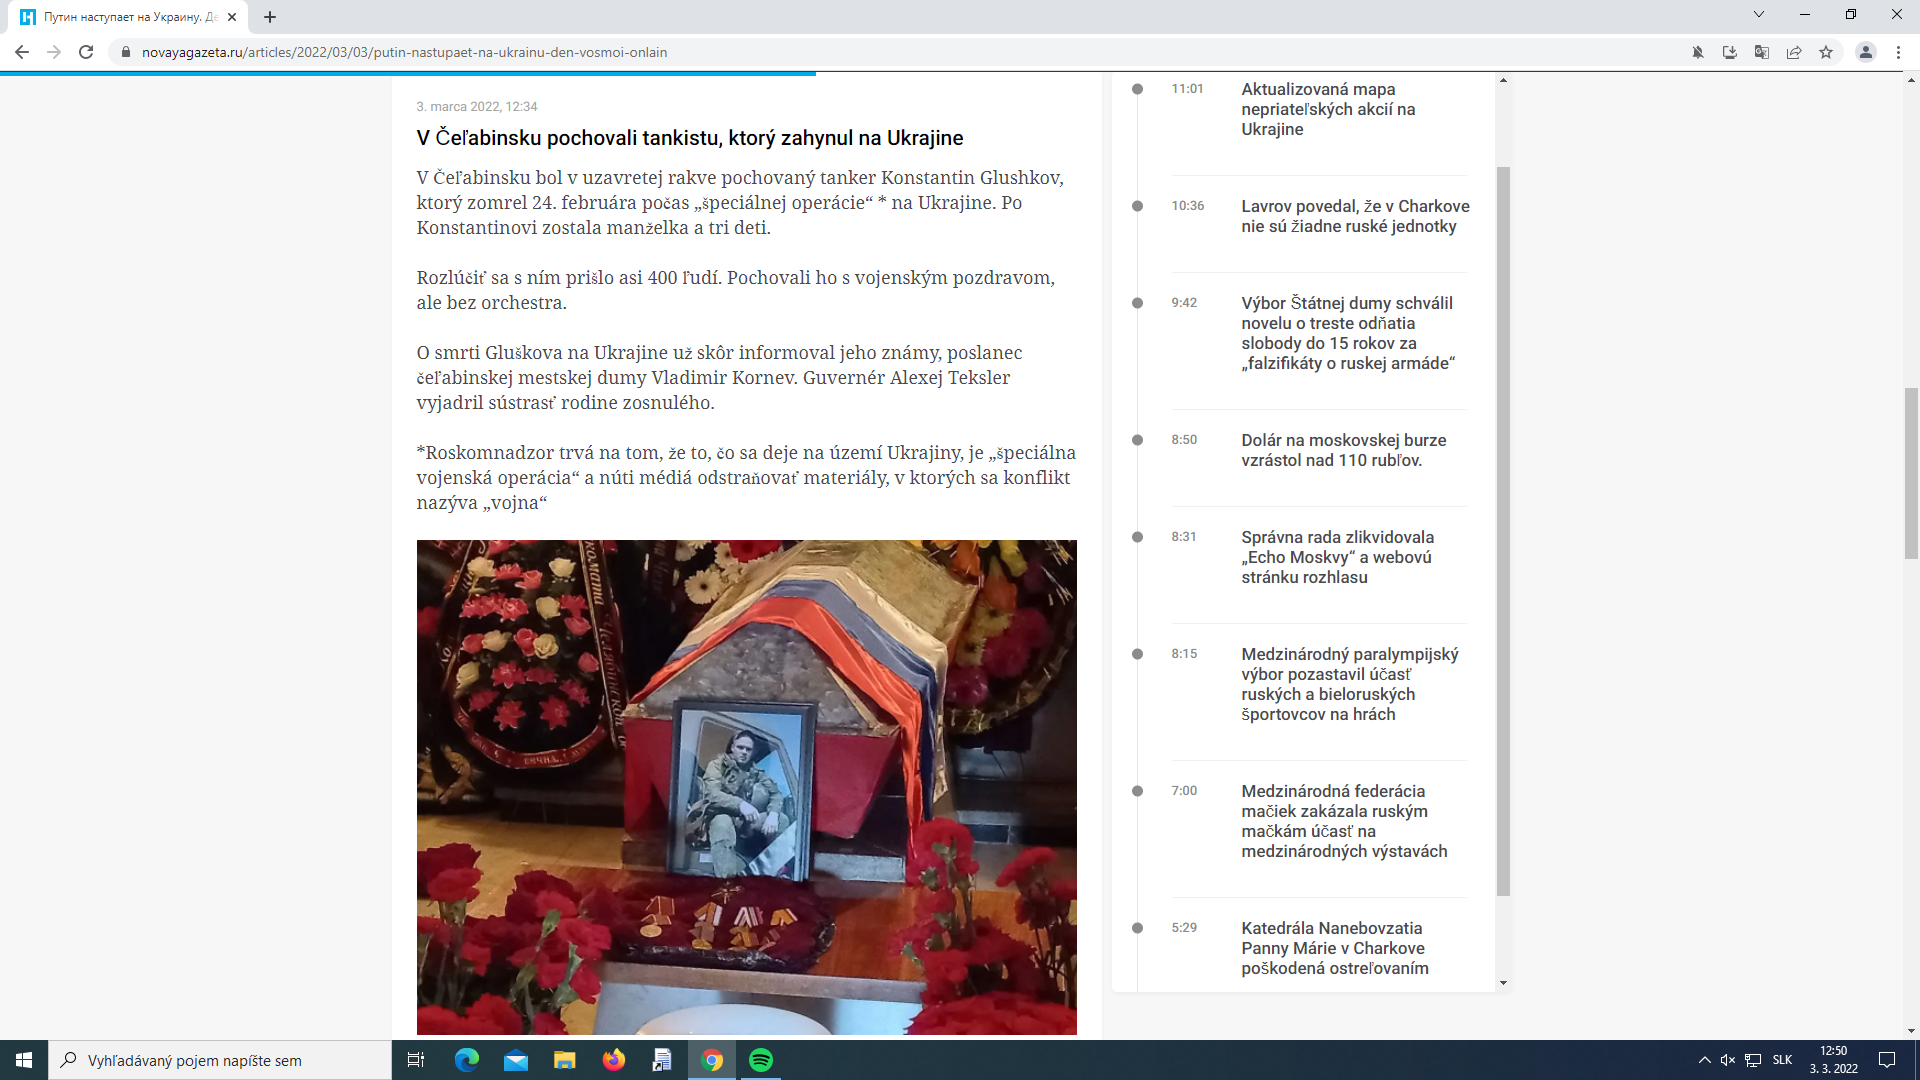 Путин наступает на Украину. Де
novayagazeta.ru/articles/2022/03/03/putin-nastupaet-na-ukrainu-den-vosmoi-onlain
3. marca 2022, 12:34
V Čeľabinsku pochovali tankistu, ktorý zahynul na Ukrajine
V Čeľabinsku bol v uzavretej rakve pochovaný tanker Konstantin Glushkov,
ktorý zomrel 24. februára počas „špeciálnej operácie“ * na Ukrajine. Po
Konstantinovi zostala manželka a tri deti.
Rozlúčiť sa s ním prišlo asi 400 ľudí. Pochovali ho s vojenským pozdravom,
ale bez orchestra.
O smrti Gluškova na Ukrajine už skôr informoval jeho známy, poslanec
čeľabinskej mestskej dumy Vladimir Kornev. Guvernér Alexej Teksler
vyjadril sústrasť rodine zosnulého.
*Roskomnadzor trvá na tom, že to, čo sa deje na území Ukrajiny, je „špeciálna
vojenská operácia“ a núti médiá odstraňovať materiály, v ktorých sa konflikt
nazýva „vojna“
11:01
Aktualizovaná mapa
nepriateľských akcií na
Ukrajine
10:36
Lavrov povedal, že v Charkove
nie sú žiadne ruské jednotky
9:42
Výbor Štátnej dumy schválil
novelu o treste odňatia
slobody do 15 rokov za
„falzifikáty o ruskej armáde“
8:50
Dolár na moskovskej burze
vzrástol nad 110 rubľov.
8:31
Správna rada zlikvidovala
„Echo Moskvy“ a webovú
stránku rozhlasu
8:15
Medzinárodný paralympijský
výbor pozastavil účasť
ruských a bieloruských
športovcov na hrách
7:00
Medzinárodná federácia
mačiek zakázala ruským
mačkám účasť na
medzinárodných výstavách
5:29
Katedrála Nanebovzatia
Panny Márie v Charkove
poškodená ostreľovaním
Vyhľadávaný pojem napíšte sem
SLK
12:50
3. 3. 2022